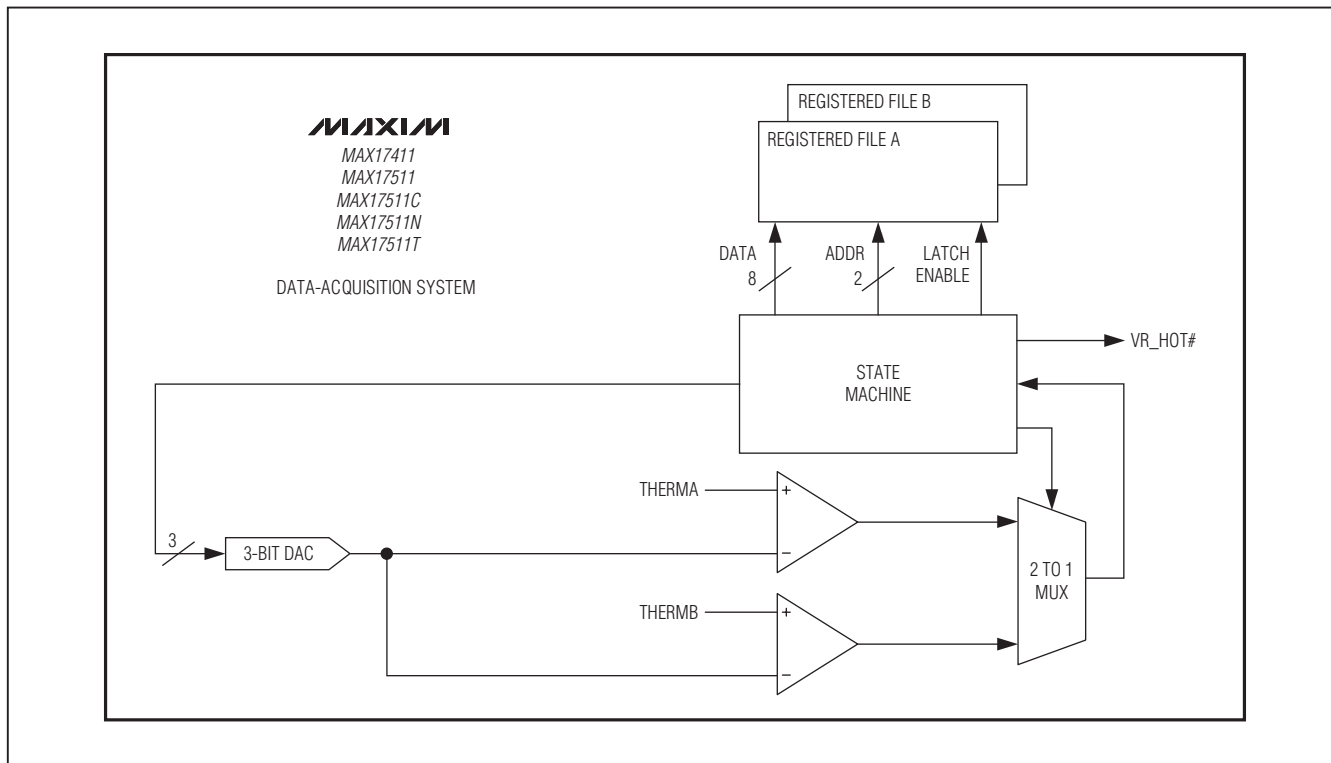 MAXIM
MAX17411
MAX17511
MAX17511C
MAX17511N
MAX17511T
DATA-ACQUISITION SYSTEM
REGISTERED FILE B
REGISTERED FILE A
DATA
8
ADDR
2
LATCH
ENABLE
STATE
MACHINE
VR_HOT#
THERMA
+
−
3
3-BIT DAC
THERMB
+
−
2 TO 1
MUX